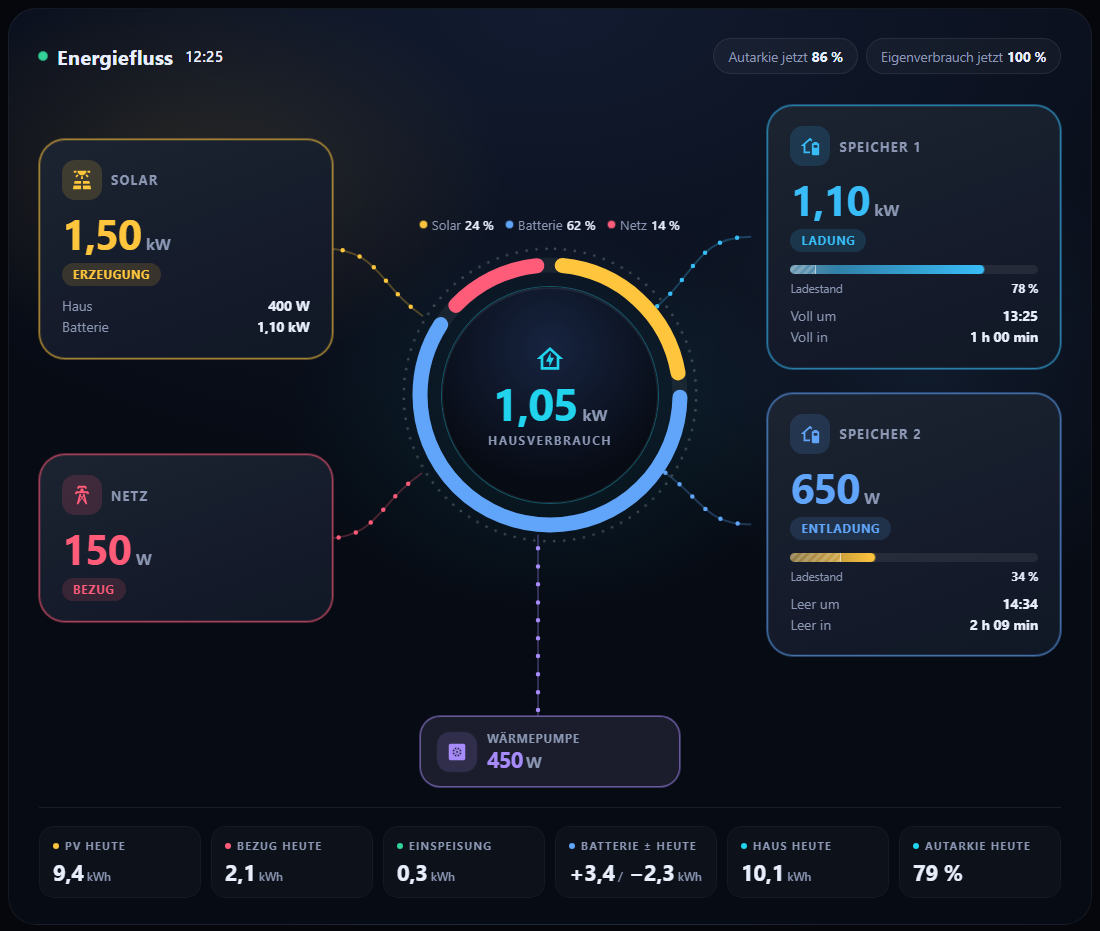 Energiefluss 12:25
Autarkie jetzt 86 %
Eigenverbrauch jetzt 100 %
SOLAR
1,50 kW
ERZEUGUNG
Haus 400 W
Batterie 1,10 kW
Solar 24 % Batterie 62 % Netz 14 %
1,05 kW
HAUSVERBRAUCH
SPEICHER 1
1,10 kW
LADUNG
Ladestand 78 %
Voll um 13:25
Voll in 1 h 00 min
NETZ
150 W
BEZUG
SPEICHER 2
650 W
ENTLADUNG
Ladestand 34 %
Leer um 14:34
Leer in 2 h 09 min
WÄRMEPUMPE
450 W
PV HEUTE
9,4 kWh
BEZUG HEUTE
2,1 kWh
EINSPEISUNG
0,3 kWh
BATTERIE ± HEUTE
+3,4 / −2,3 kWh
HAUS HEUTE
10,1 kWh
AUTARKIE HEUTE
79 %